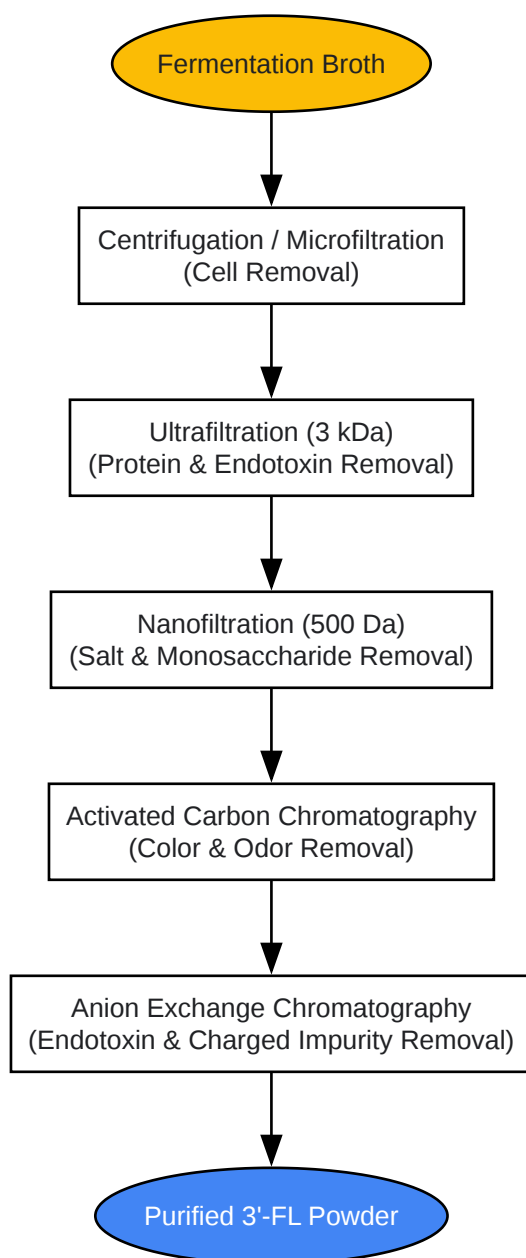 Fermentation Broth
Centrifugation / Microfiltration
(Cell Removal)
Ultrafiltration (3 kDa)
(Protein & Endotoxin Removal)
Nanofiltration (500 Da)
(Salt & Monosaccharide Removal)
Activated Carbon Chromatography
(Color & Odor Removal)
Anion Exchange Chromatography
(Endotoxin & Charged Impurity Removal)
Purified 3'-FL Powder